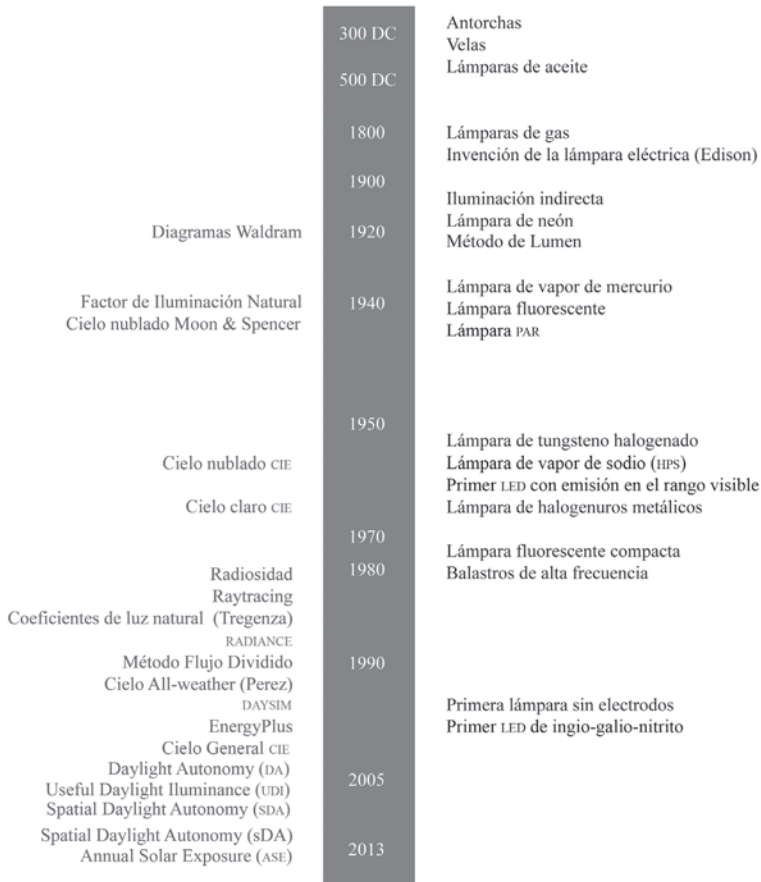 300 DC
Antorchas
Velas
Lámparas de aceite
500 DC
1800
Lámparas de gas
Invención de la lámpara eléctrica (Edison)
1900
Iluminación indirecta
Lámpara de neón
Diagramas Waldram
1920
Método de Lumen
Lámpara de vapor de mercurio
Factor de Iluminación Natural
1940
Lámpara fluorescente
Cielo nublado Moon & Spencer
Lámpara PAR
1950
Lámpara de tungsteno halogenado
Cielo nublado CIE
Lámpara de vapor de sodio (HPS)
Primer LED con emisión en el rango visible
Cielo claro CIE
Lámpara de halogenuros metálicos
1970
Lámpara fluorescente compacta
Radiosidad
1980
Balastros de alta frecuencia
Raytracing
Coeficientes de luz natural (Tregenza)
RADIANCE
Método Flujo Dividido
1990
Cielo All-weather (Perez)
DAYSIM
Primera lámpara sin electrodos
EnergyPlus
Primer LED de ingio-galio-nitrito
Cielo General CIE
Daylight Autonomy (DA)
Useful Daylight Iluminance (UDI)
2005
Spatial Daylight Autonomy (SDA)
Spatial Daylight Autonomy (sDA)
Annual Solar Exposure (ASE)
2013